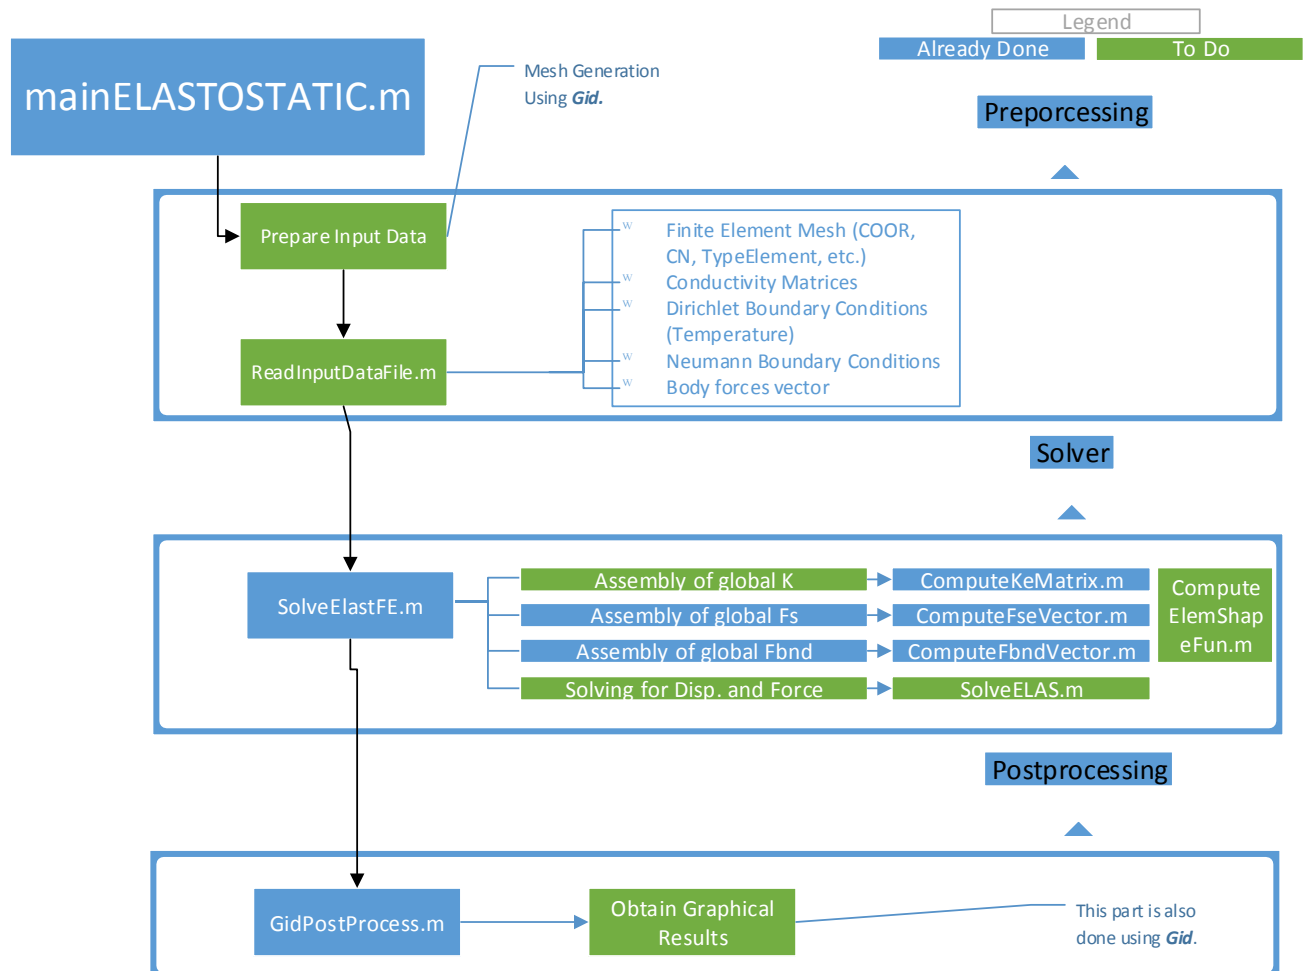 Legend
Already Done
To Do
mainELASTOSTATIC.m
Mesh Generation
Using Gid.
Preporcessing
Prepare Input Data
W Finite Element Mesh (COOR,
CN, TypeElement, etc.)
W Conductivity Matrices
W Dirichlet Boundary Conditions
(Temperature)
W Neumann Boundary Conditions
W Body forces vector
ReadInputDataFile.m
Solver
SolveElastFE.m
Assembly of global K
ComputeKeMatrix.m
Assembly of global Fs
ComputeFseVector.m
Assembly of global Fbnd
ComputeFbndVector.m
Solving for Disp. and Force
SolveELAS.m
Compute
ElemShap
eFun.m
Postprocessing
GidPostProcess.m
Obtain Graphical
Results
This part is also
done using Gid.